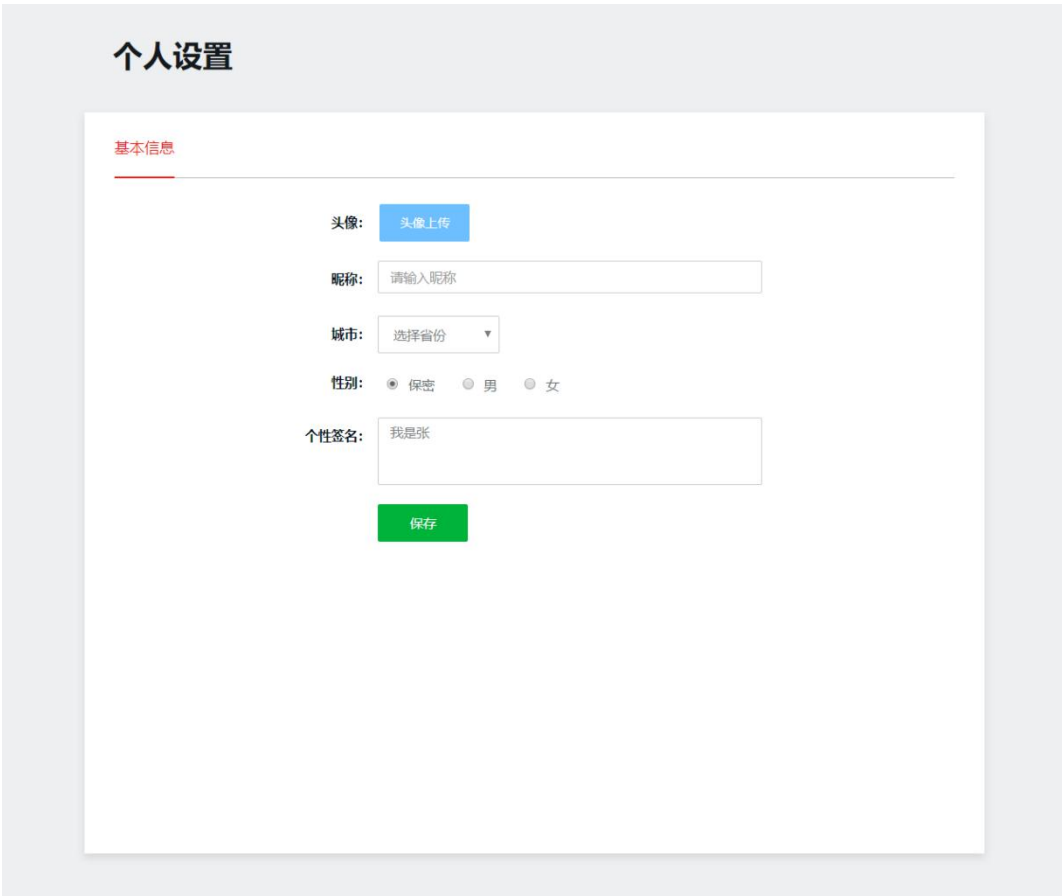 个人设置
基本信息
头像: 头像上传
昵称: 请输入昵称
城市: 选择省份
性别: 保密 男 女
个性签名: 我是张
保存